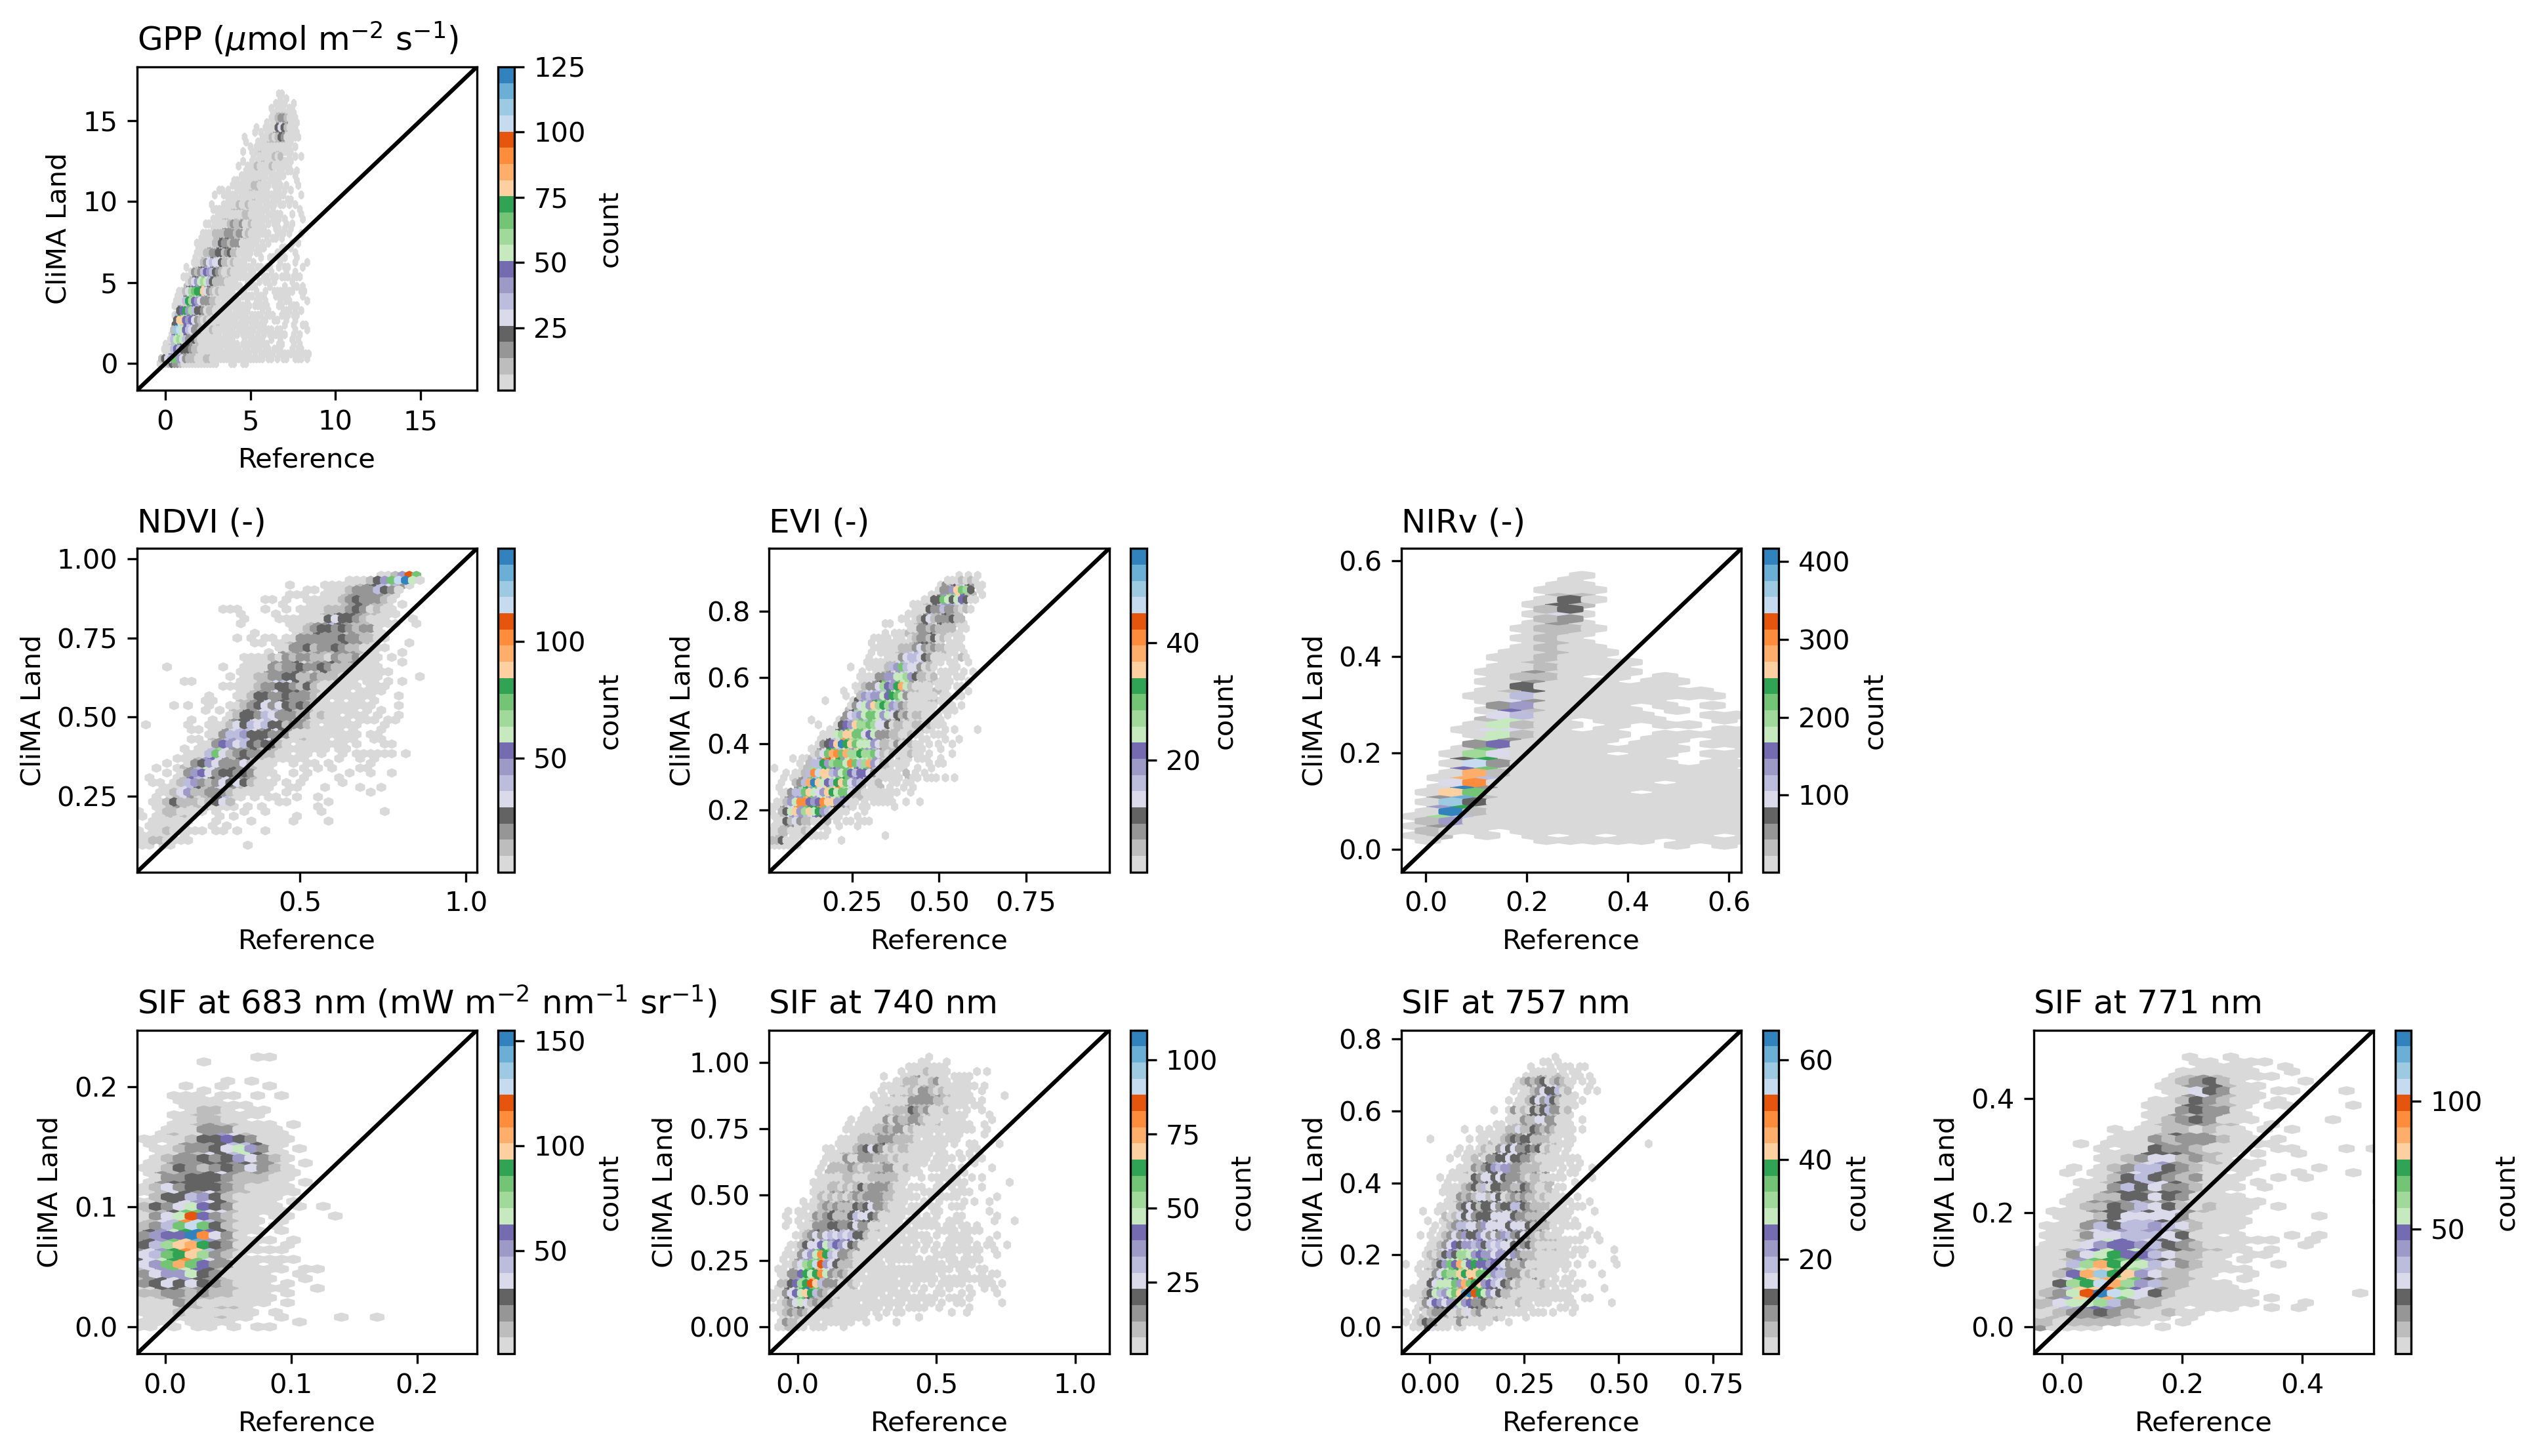 GPP (μmol m⁻² s⁻¹)
CliMA Land
15
10
5
0
0 5 10 15
Reference
125
100
75
50
25
count
NDVI (-)
CliMA Land
1.00
0.75
0.50
0.25
0.5 1.0
Reference
100
50
count
EVI (-)
CliMA Land
0.8
0.6
0.4
0.2
0.25 0.50 0.75
Reference
40
20
count
NIRv (-)
CliMA Land
0.6
0.4
0.2
0.0
0.0 0.2 0.4 0.6
Reference
400
300
200
100
count
SIF at 683 nm (mW m⁻² nm⁻¹ sr⁻¹)
CliMA Land
0.2
0.1
0.0
0.0 0.1 0.2
Reference
150
100
50
count
SIF at 740 nm
CliMA Land
1.00
0.75
0.50
0.25
0.00
0.0 0.5 1.0
Reference
100
75
50
25
count
SIF at 757 nm
CliMA Land
0.8
0.6
0.4
0.2
0.0
0.00 0.25 0.50 0.75
Reference
60
40
20
count
SIF at 771 nm
CliMA Land
0.4
0.2
0.0
0.0 0.2 0.4
Reference
100
50
count